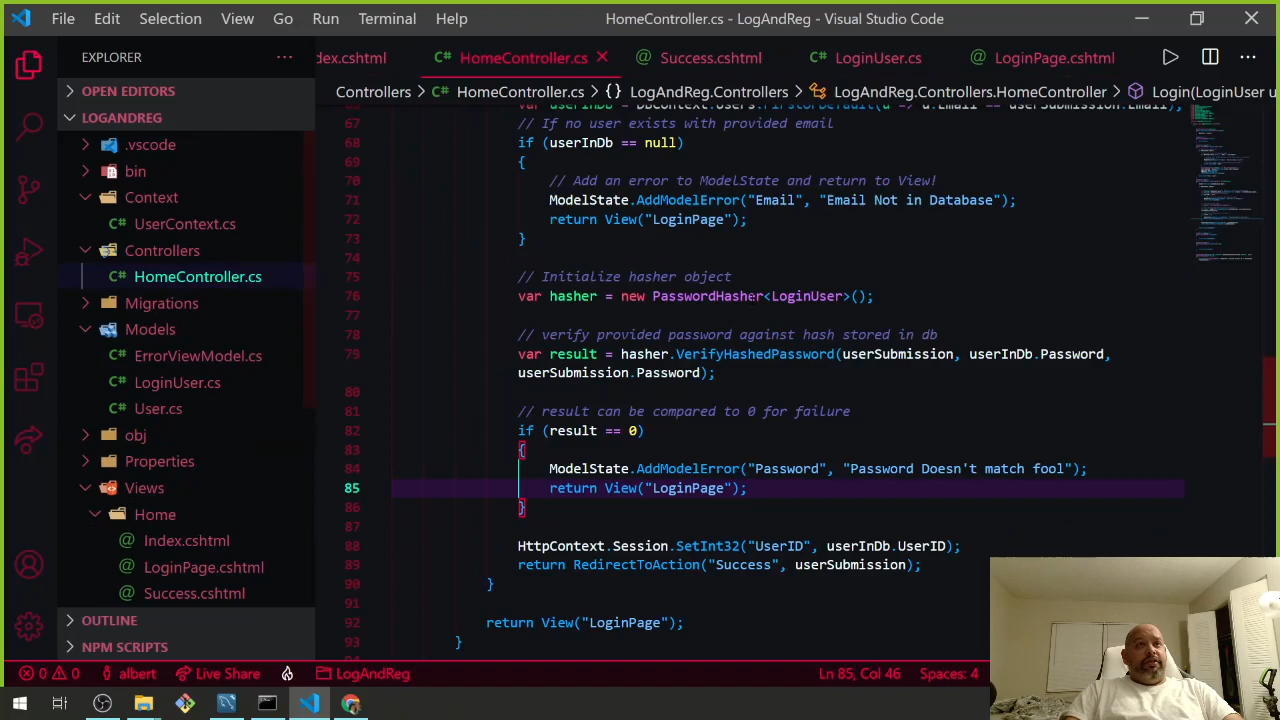 File Edit Selection View Go Run Terminal Help HomeController.cs - LogAndReg - Visual Studio Code
EXPLORER
OPEN EDITORS
LOGANDREG
.vscode
bin
Context
UserContext.cs
Controllers
HomeController.cs
Migrations
Models
ErrorViewModel.cs
LoginUser.cs
User.cs
obj
Properties
Views
Home
Index.cshtml
LoginPage.cshtml
Success.cshtml
OUTLINE
NPM SCRIPTS
dex.cshtml HomeController.cs Success.cshtml LoginUser.cs LoginPage.cshtml
Controllers > HomeController.cs > {} LogAndReg.Controllers > LogAndReg.Controllers.HomeController > Login(LoginUser u
var userInDb = DbContext.Users.FirstOrDefault(u => u.Email == userSubmission.Email);
67 // If no user exists with provided email
68 if (userInDb == null)
69 {
70 // Add an error to ModelState and return to View!
71 ModelState.AddModelError("Email", "Email Not in Database");
72 return View("LoginPage");
73 }
74
75 // Initialize hasher object
76 var hasher = new PasswordHasher<LoginUser>();
77
78 // verify provided password against hash stored in db
79 var result = hasher.VerifyHashedPassword(userSubmission, userInDb.Password,
userSubmission.Password);
80
81 // result can be compared to 0 for failure
82 if (result == 0)
83 {
84 ModelState.AddModelError("Password", "Password Doesn't match fool");
85 return View("LoginPage");
86 }
87
88 HttpContext.Session.SetInt32("UserID", userInDb.UserID);
89 return RedirectToAction("Success", userSubmission);
90 }
91
92 return View("LoginPage");
93 }
0 0 albert Live Share LogAndReg Ln 85, Col 46 Spaces: 4